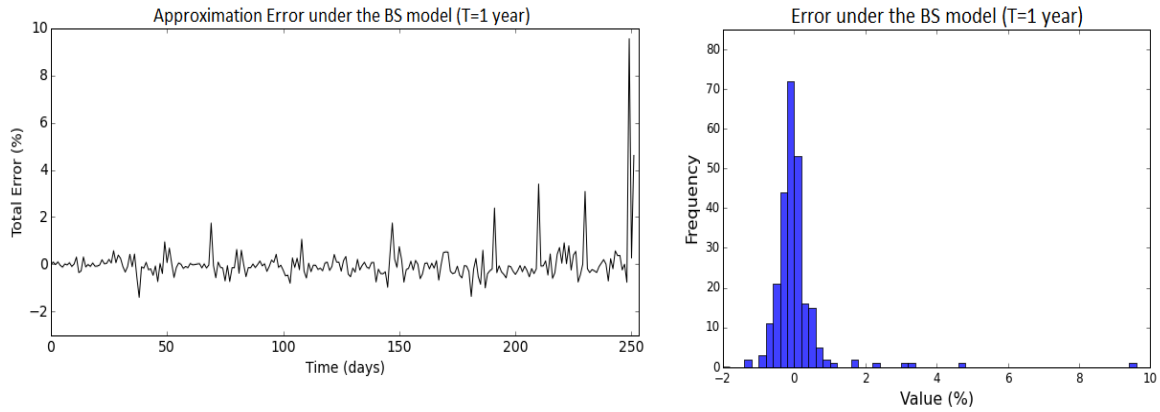 Approximation Error under the BS model (T=1 year)
Total Error (%)
10
8
6
4
2
0
−2
0 50 100 150 200 250
Time (days)
Error under the BS model (T=1 year)
Frequency
80
70
60
50
40
30
20
10
0
−2 0 2 4 6 8 10
Value (%)